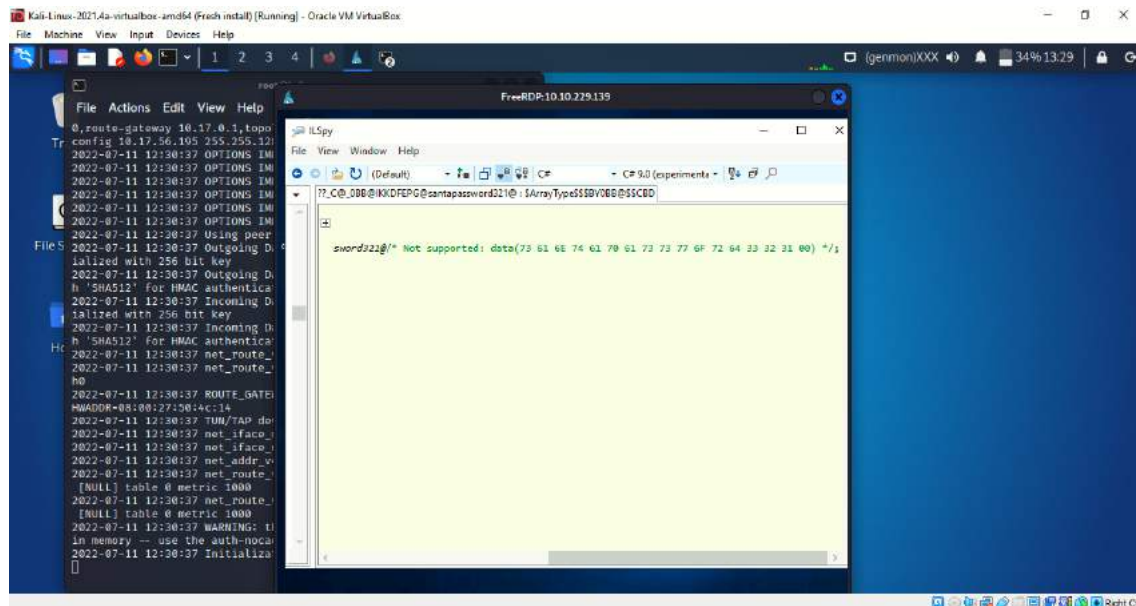 Kali-Linux-2021.4a-virtualbox-amd64 (Fresh install) [Running] - Oracle VM VirtualBox
File Machine View Input Devices Help
1 2 3 4 (genmon)XXX 34% 13:29
File Actions Edit View Help
0,route-gateway 10.17.0.1,topo
config 10.17.56.195 255.255.12
2022-07-11 12:30:37 OPTIONS IM
2022-07-11 12:30:37 OPTIONS IM
2022-07-11 12:30:37 OPTIONS IM
2022-07-11 12:30:37 OPTIONS IM
2022-07-11 12:30:37 OPTIONS IM
2022-07-11 12:30:37 OPTIONS IM
2022-07-11 12:30:37 Using peer
2022-07-11 12:30:37 Outgoing D
ialized with 256 bit key
2022-07-11 12:30:37 Outgoing D
h 'SHA512' for HMAC authentica
2022-07-11 12:30:37 Incoming D
ialized with 256 bit key
2022-07-11 12:30:37 Incoming D
h 'SHA512' for HMAC authentica
2022-07-11 12:30:37 net_route_
2022-07-11 12:30:37 net_route_
h0
2022-07-11 12:30:37 ROUTE_GATE
HWADDR=08:00:27:50:4c:14
2022-07-11 12:30:37 TUN/TAP de
2022-07-11 12:30:37 net_iface_
2022-07-11 12:30:37 net_iface_
2022-07-11 12:30:37 net_addr_v
2022-07-11 12:30:37 net_route_
[NULL] table 0 metric 1000
2022-07-11 12:30:37 net_route_
[NULL] table 0 metric 1000
2022-07-11 12:30:37 WARNING: t
in memory -- use the auth-noca
2022-07-11 12:30:37 Initializa
FreeRDP:10.10.229.139
ILSpy
File View Window Help
(Default) C# C# 9.0 (experimenta
??_C@_0BB@IKKDFEPG@santapassword321@ : $ArrayType$$$BY0BB@$$CBD
sword321@/* Not supported: data(73 61 6E 74 61 70 61 73 73 77 6F 72 64 33 32 31 00) */;
Right C